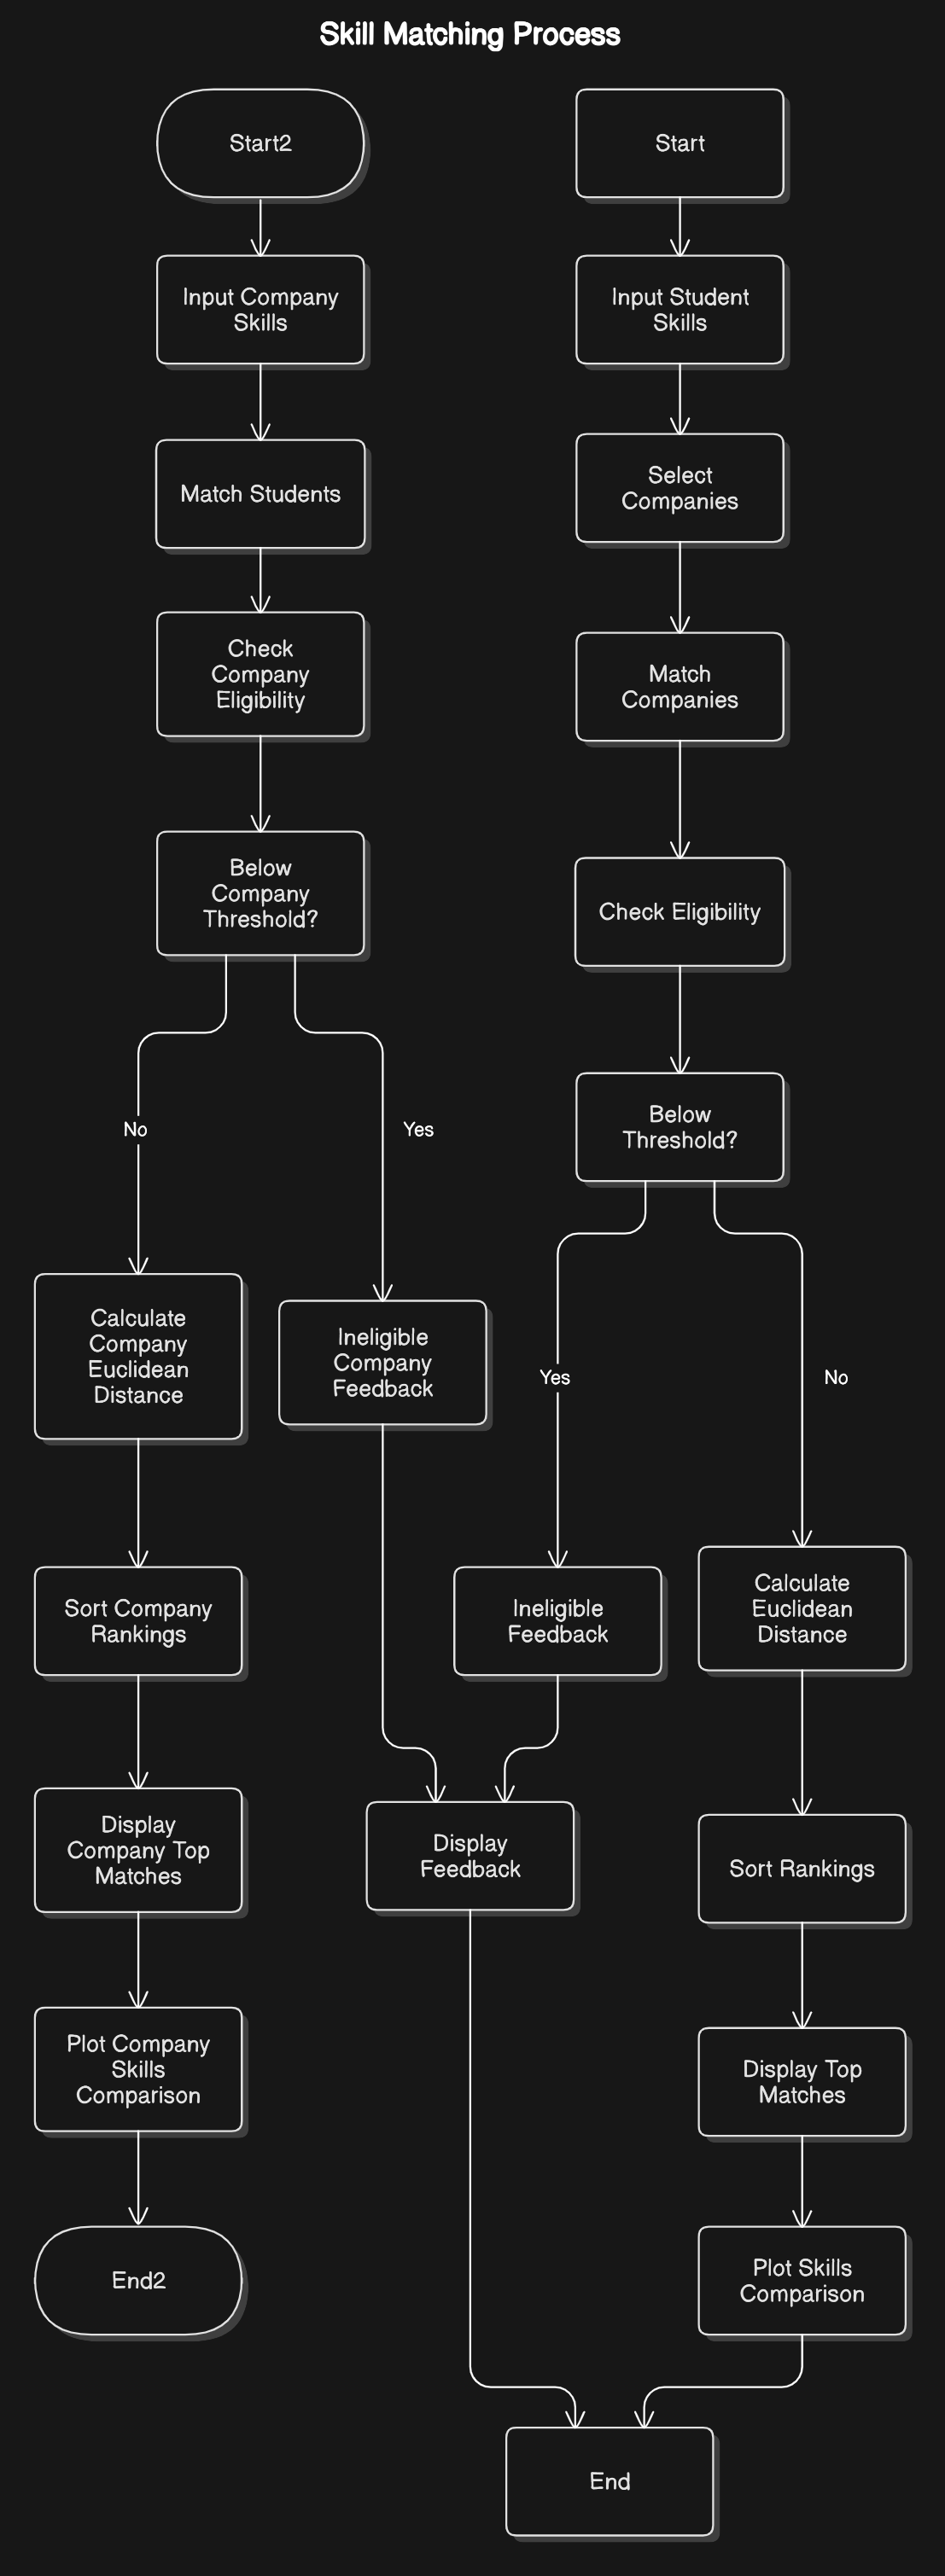 Skill Matching Process
Start2
Start
Input Company
Skills
Input Student
Skills
Match Students
Select
Companies
Check
Company
Eligibility
Match
Companies
Below
Company
Threshold?
Check Eligibility
No
Yes
Below
Threshold?
Calculate
Company
Euclidean
Distance
Ineligible
Company
Feedback
Yes
No
Sort Company
Rankings
Ineligible
Feedback
Calculate
Euclidean
Distance
Display
Company Top
Matches
Display
Feedback
Sort Rankings
Plot Company
Skills
Comparison
Display Top
Matches
End2
Plot Skills
Comparison
End